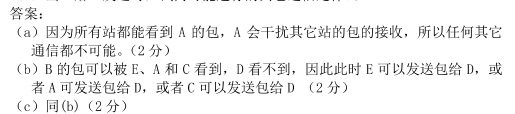 答案：
（a）因为所有站都能看到 A 的包，A 会干扰其它站的包的接收，所以任何其它
通信都不可能。（2 分）
（b）B 的包可以被 E、A 和 C 看到，D 看不到，因此此时 E 可以发送包给 D，或
者 A 可发送包给 D，或者 C 可以发送包给 D （2 分）
（c）同(b)（2 分）